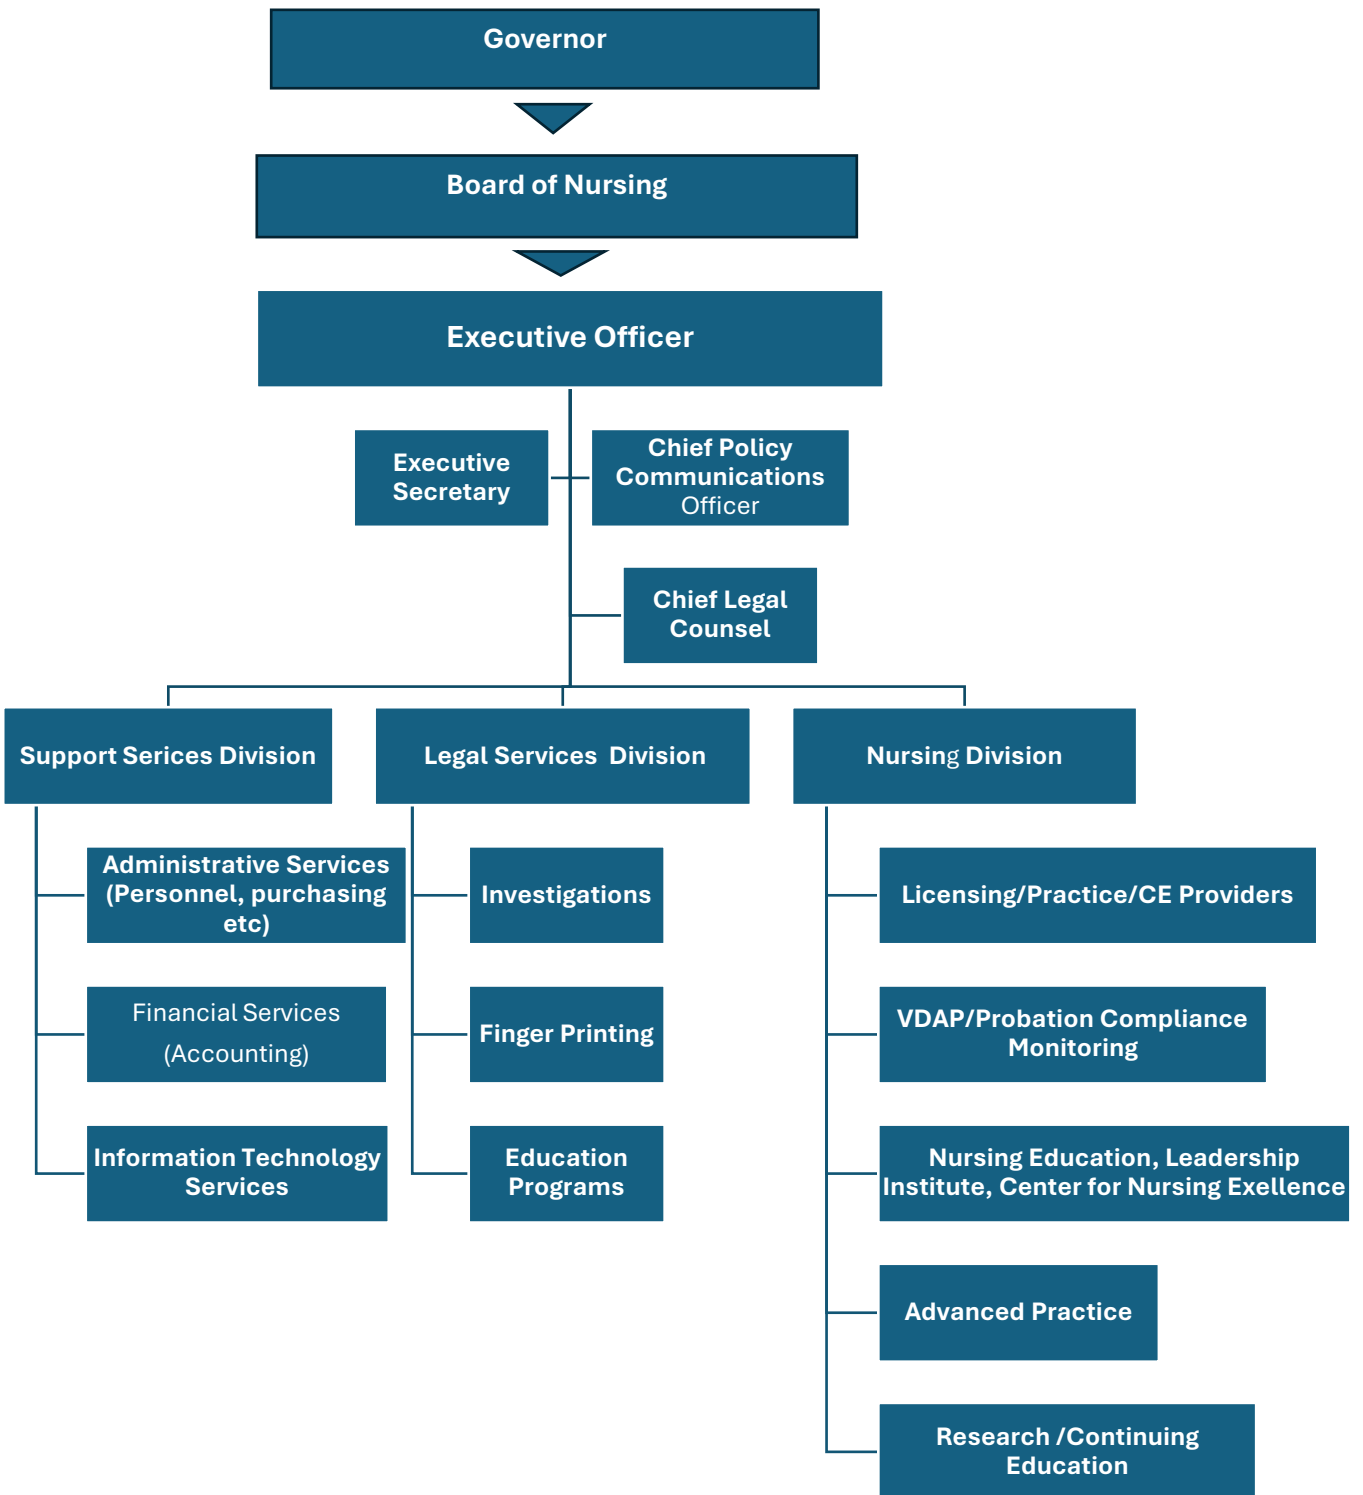 Governor
Board of Nursing
Executive Officer
Executive
Secretary
Chief Policy
Communications
Officer
Chief Legal
Counsel
Support Serices Division
Legal Services  Division
Nursing Division
Administrative Services
(Personnel, purchasing
etc)
Financial Services
(Accounting)
Information Technology
Services
Investigations
Finger Printing
Education
Programs
Licensing/Practice/CE Providers
VDAP/Probation Compliance
Monitoring
Nursing Education, Leadership
Institute, Center for Nursing Exellence
Advanced Practice
Research /Continuing
Education